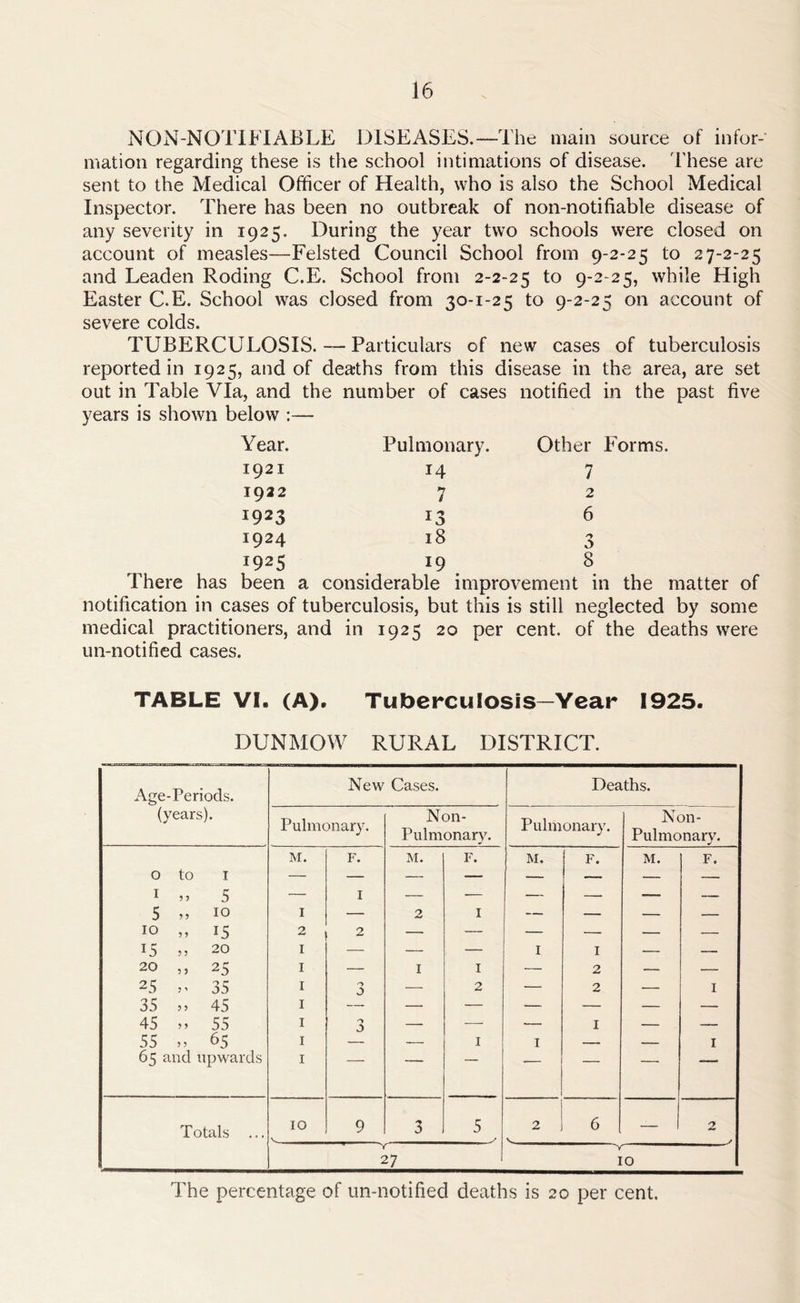 16
NON-NOTIFIABLE DISEASES.—The main source of infor-
mation regarding these is the school intimations of disease. These are
sent to the Medical Officer of Health, who is also the School Medical
Inspector. There has been no outbreak of non-notifiable disease of
any severity in 1925. During the year two schools were closed on
account of measles—Felsted Council School from 9-2-25 to 27-2-25
and Leaden Roding C.E. School from 2-2-25 to 9-2-25, while High
Easter C.E. School was closed from 30-1-25 to 9-2-25 on account of
severe colds.
TUBERCULOSIS. — Particulars of new cases of tuberculosis
reported in 1925, and of deaths from this disease in the area, are set
out in Table VIa, and the number of cases notified in the past five
years is shown below :—
Year. Pulmonary. Other Forms.
1921 14 7
1922 7 2
1923 13 6
1924 18 3
1925 19 8
There has been a considerable improvement in the matter of
notification in cases of tuberculosis, but this is still neglected by some
medical practitioners, and in 1925 20 per cent. of the deaths were
un-notified cases.
TABLE VI. (A). Tuberculosis—Year 1925.
DUNMOW RURAL DISTRICT.
Age-Periods. (years). New Cases. Deaths.
Pulmonary. Non-Pulmonary. Pulmonary. Non-Pulmonary.
M. F. M. F. M. F. M. F.
0 to 1 — — — — — — — —
1 ,, 5 — 1 — — — — — —
5 ,, 10 1 — 2 1 — — — —
10 ,, 15 2 2 — — — — — —
15 ,, 20 1 — — — 1 1 — —
20 ,, 25 1 — 1 1 — 2 — —
25 ,, 35 1 3 — 2 — 2 — 1
35 ,, 45 1 — — — — — — —
45 ,, 55 1 3 — — — 1 — —
55 ,, 65 1 — — 1 1 — — 1
65 and upwards 1 — — — — — — —
Totals ... 10 9 3 5 2 6 — 2
27 10
The percentage of un-notified deaths is 20 per cent.